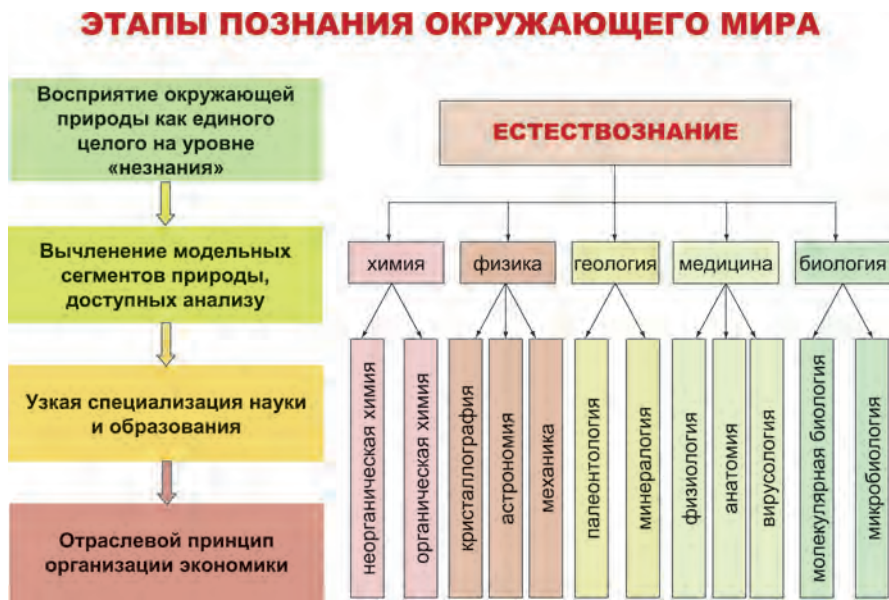 ЭТАПЫ ПОЗНАНИЯ ОКРУЖАЮЩЕГО МИРА
Восприятие окружающей
природы как единого
целого на уровне
«незнания»
Вычленение модельных
сегментов природы,
доступных анализу
Узкая специализация науки
и образования
Отраслевой принцип
организации экономики
ЕСТЕСТВОЗНАНИЕ
химия
физика
геология
медицина
биология
неорганическая химия
органическая химия
кристаллография
астрономия
механика
палеонтология
минералогия
физиология
анатомия
вирусология
молекулярная биология
микробиология